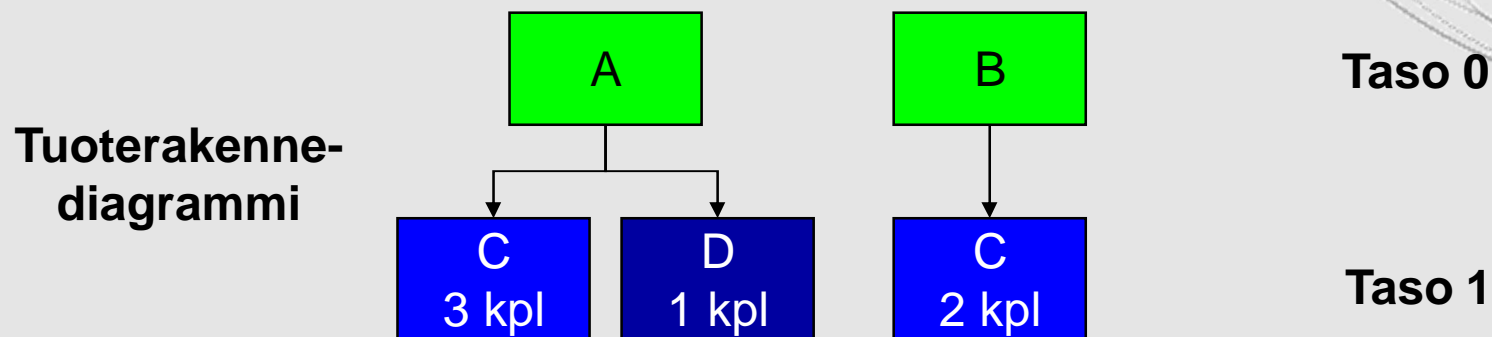 A
B
Taso 0
Tuoterakenne-
diagrammi
C
3 kpl
D
1 kpl
C
2 kpl
Taso 1